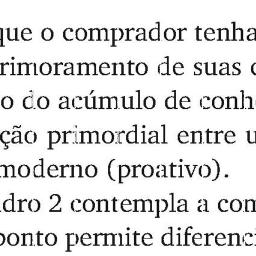 que o comprador tenha
rimoramento de suas
o do acúmulo de conh
ção primordial entre
moderno (proativo).
dro 2 contempla a com
ponto permite diferenci